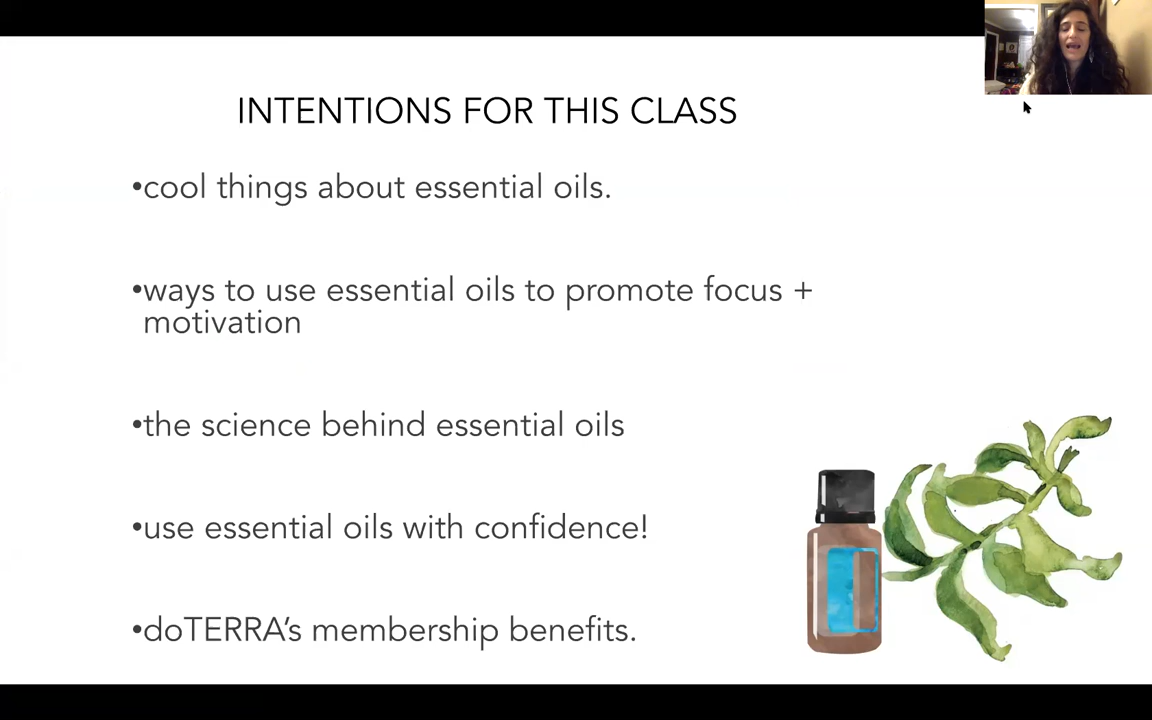 INTENTIONS FOR THIS CLASS
•cool things about essential oils.
•ways to use essential oils to promote focus +
motivation
•the science behind essential oils
•use essential oils with confidence!
•doTERRA’s membership benefits.